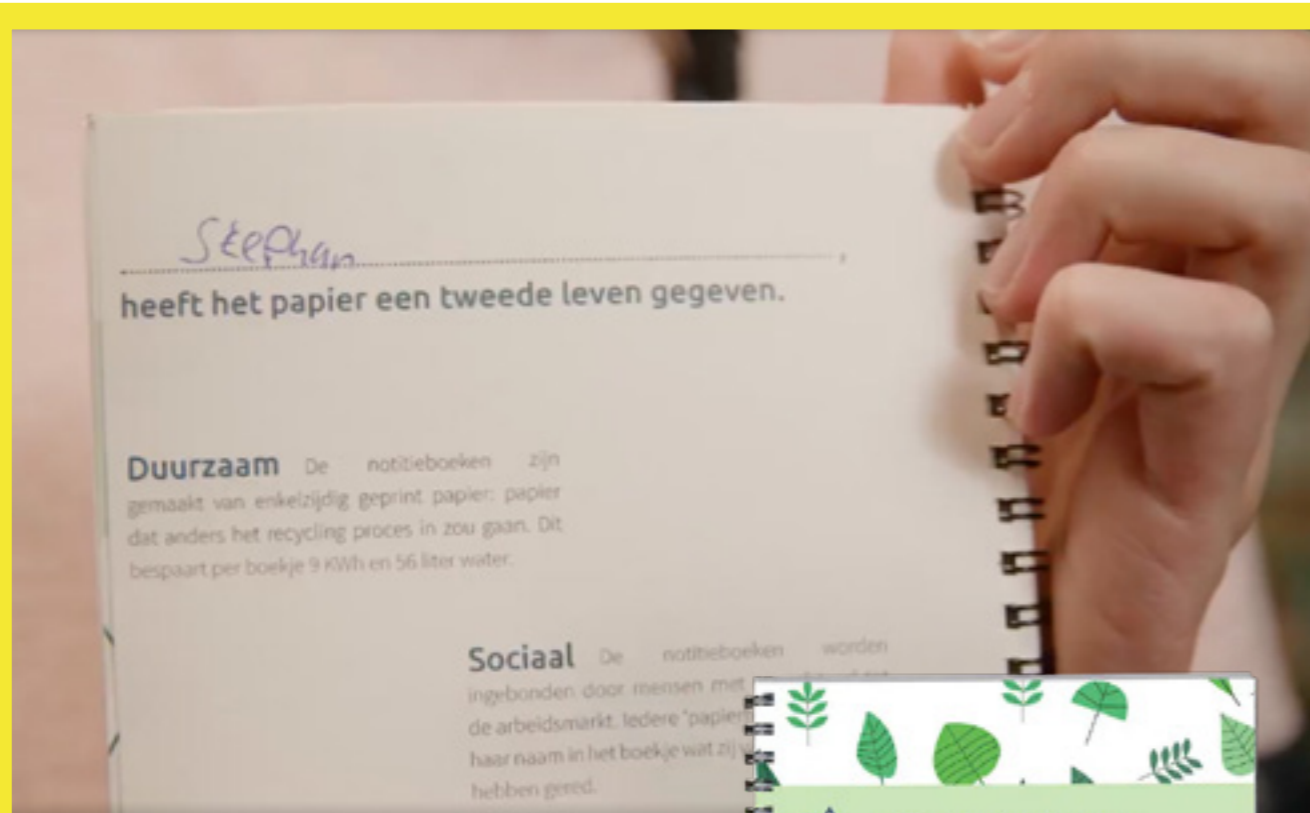 Stephan
heeft het papier een tweede leven gegeven.
Duurzaam De notitieboeken zijn
gemaakt van enkelzijdig geprint papier: papier
dat anders het recycling proces in zou gaan. Dit
bespaart per boekje 9 KWh en 56 liter water.
Sociaal De notitieboeken worden
ingebonden door mensen met
de arbeidsmarkt. Iedere 'papier
haar naam in het boekje wat zij
hebben gered.